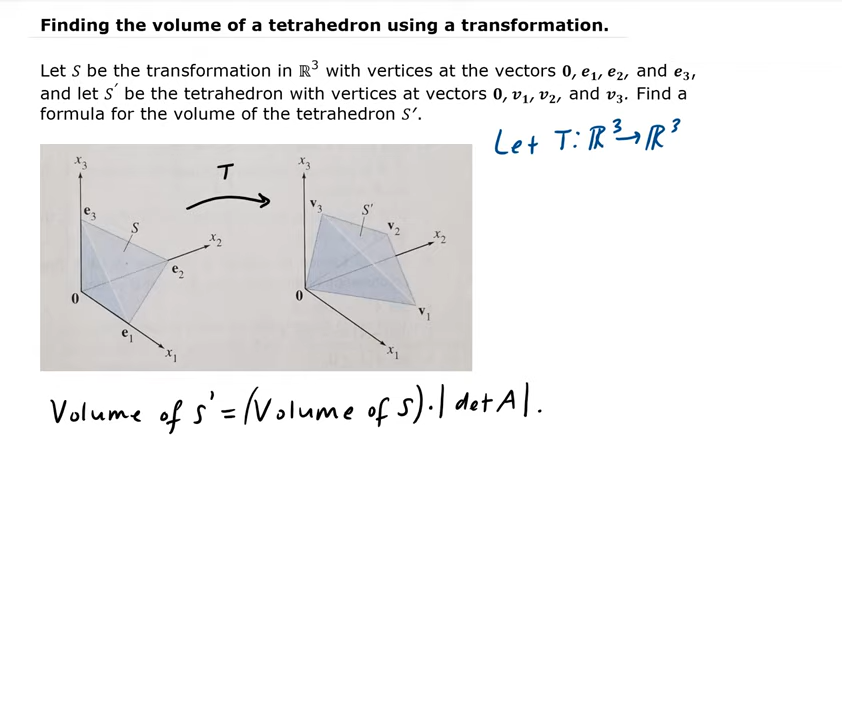 Finding the volume of a tetrahedron using a transformation.
Let S be the transformation in ℝ³ with vertices at the vectors 0, e₁, e₂, and e₃,
and let S′ be the tetrahedron with vertices at vectors 0, v₁, v₂, and v₃. Find a
formula for the volume of the tetrahedron S′.
Let T: ℝ³→ℝ³
x₃
T
x₃
e₃
S
v₃
S′
v₂
x₂
x₂
e₂
0
0
v₁
e₁
x₁
x₁
Volume of S' = (Volume of S)·|det A|.